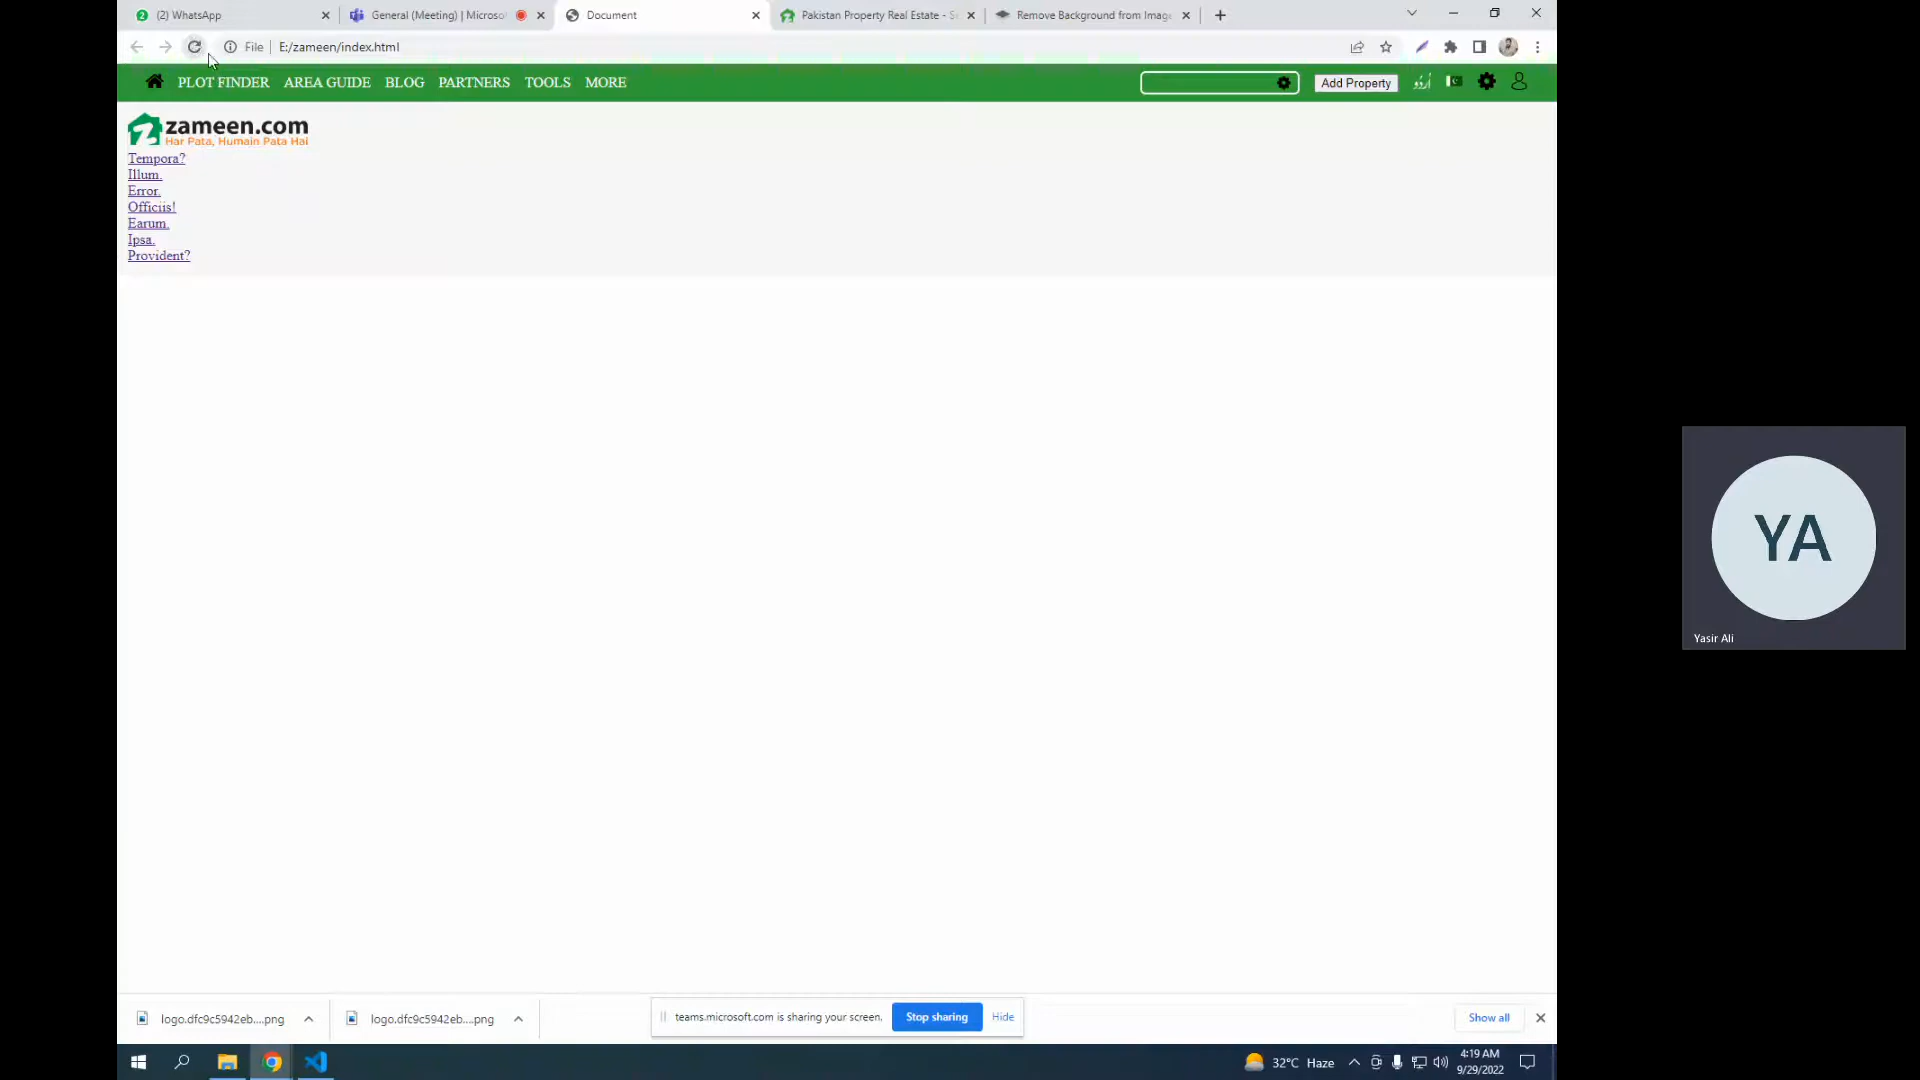 (2) WhatsApp
General (Meeting) | Microso
Document
Pakistan Property Real Estate - S
Remove Background from Imag
File
E:/zameen/index.html
PLOT FINDER AREA GUIDE BLOG PARTNERS TOOLS MORE
Add Property
اُردُو
zameen.com
Har Pata, Humain Pata Hai
Tempora?
Illum.
Error.
Officiis!
Earum.
Ipsa.
Provident?
YA
Yasir Ali
logo.dfc9c5942eb....png
logo.dfc9c5942eb....png
teams.microsoft.com is sharing your screen.
Stop sharing
Hide
Show all
32°C Haze
4:19 AM
9/29/2022